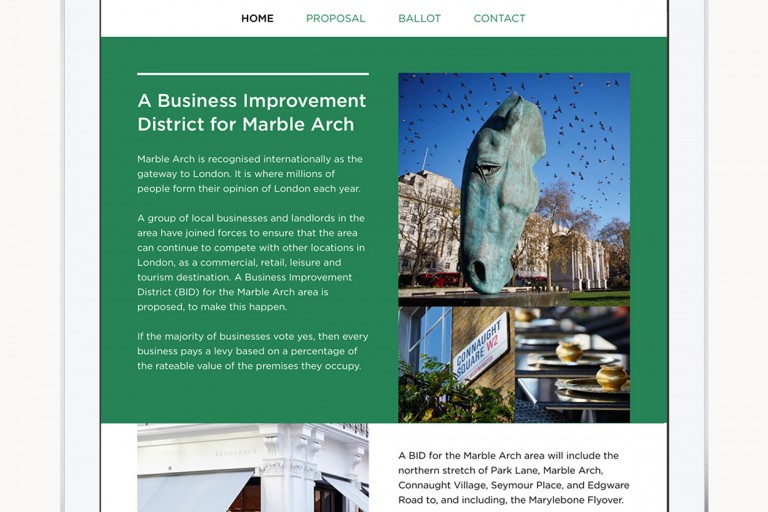 HOME PROPOSAL BALLOT CONTACT
A Business Improvement
District for Marble Arch
Marble Arch is recognised internationally as the
gateway to London. It is where millions of
people form their opinion of London each year.
A group of local businesses and landlords in the
area have joined forces to ensure that the area
can continue to compete with other locations in
London, as a commercial, retail, leisure and
tourism destination. A Business Improvement
District (BID) for the Marble Arch area is
proposed, to make this happen.
If the majority of businesses vote yes, then every
business pays a levy based on a percentage of
the rateable value of the premises they occupy.
CONNAUGHT
SQUARE W2
A BID for the Marble Arch area will include the
northern stretch of Park Lane, Marble Arch,
Connaught Village, Seymour Place, and Edgware
Road to, and including, the Marylebone Flyover.